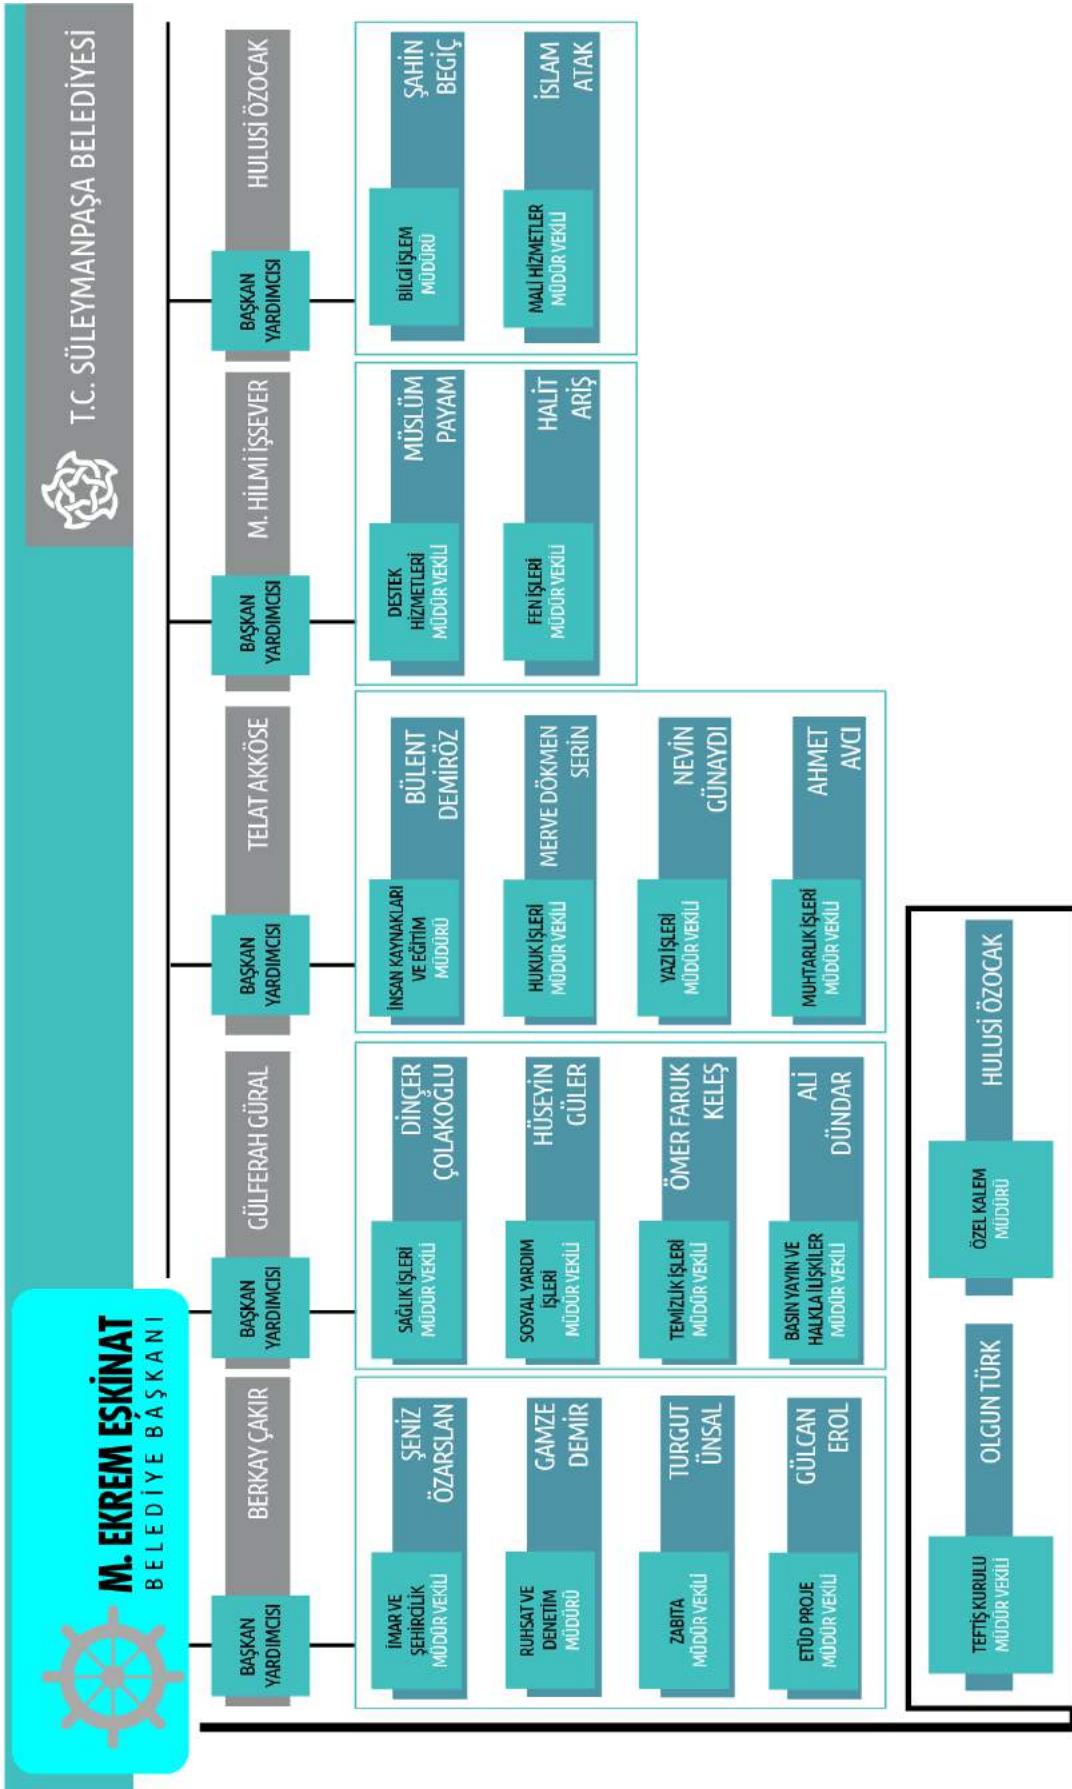 T.C. SÜLEYMANPAŞA BELEDİYESİ
M. EKREM ESKİNAT
BELEDİYE BAŞKANI
BAŞKAN
YARDIMCISI
BERKAY ÇAKIR
İMAR VE
ŞEHİRCİLİK
MÜDÜR VEKİLİ
ŞENİZ
ÖZARSLAN
RUHSAT VE
DENETİM
MÜDÜRÜ
GAMZE
DEMİR
ZABITA
MÜDÜR VEKİLİ
TURGUT
ÜNSAL
ETÜD PROJE
MÜDÜR VEKİLİ
GÜLCAN
EROL
BAŞKAN
YARDIMCISI
GÜLFERAH GÜRAL
SAĞLIK İŞLERİ
MÜDÜR VEKİLİ
DİNÇER
ÇOLAKOĞLU
SOSYAL YARDIM
İŞLERİ
MÜDÜR VEKİLİ
HÜSEYİN
GÜLER
TEMİZLİK İŞLERİ
MÜDÜR VEKİLİ
ÖMER FARUK
KELEŞ
BASIN YAYIN VE
HALKLA İLİŞKİLER
MÜDÜR VEKİLİ
ALİ
DÜNDAR
BAŞKAN
YARDIMCISI
TELAT AKKÖSE
İNSAN KAYNAKLARI
VE EĞİTİM
MÜDÜRÜ
BÜLENT
DEMİRÖZ
HUKUK İŞLERİ
MÜDÜR VEKİLİ
MERVE DÖKMEN
SERİN
YAZI İŞLERİ
MÜDÜR VEKİLİ
NEVİN
GÜNAYDI
MUHTARLIK İŞLERİ
MÜDÜR VEKİLİ
AHMET
AVCI
BAŞKAN
YARDIMCISI
M. HİLMİ İŞSEVER
DESTEK
HİZMETLERİ
MÜDÜR VEKİLİ
MÜSLÜM
PAYAM
FEN İŞLERİ
MÜDÜR VEKİLİ
HALİT
ARIŞ
BAŞKAN
YARDIMCISI
HULUSİ ÖZOCAK
BİLGİ İŞLEM
MÜDÜRÜ
ŞAHİN
BEGİÇ
MALİ HİZMETLER
MÜDÜR VEKİLİ
İSLAM
ATAK
TEFTİŞ KURULU
MÜDÜR VEKİLİ
OLGUN TÜRK
ÖZEL KALEM
MÜDÜRÜ
HULUSİ ÖZOCAK